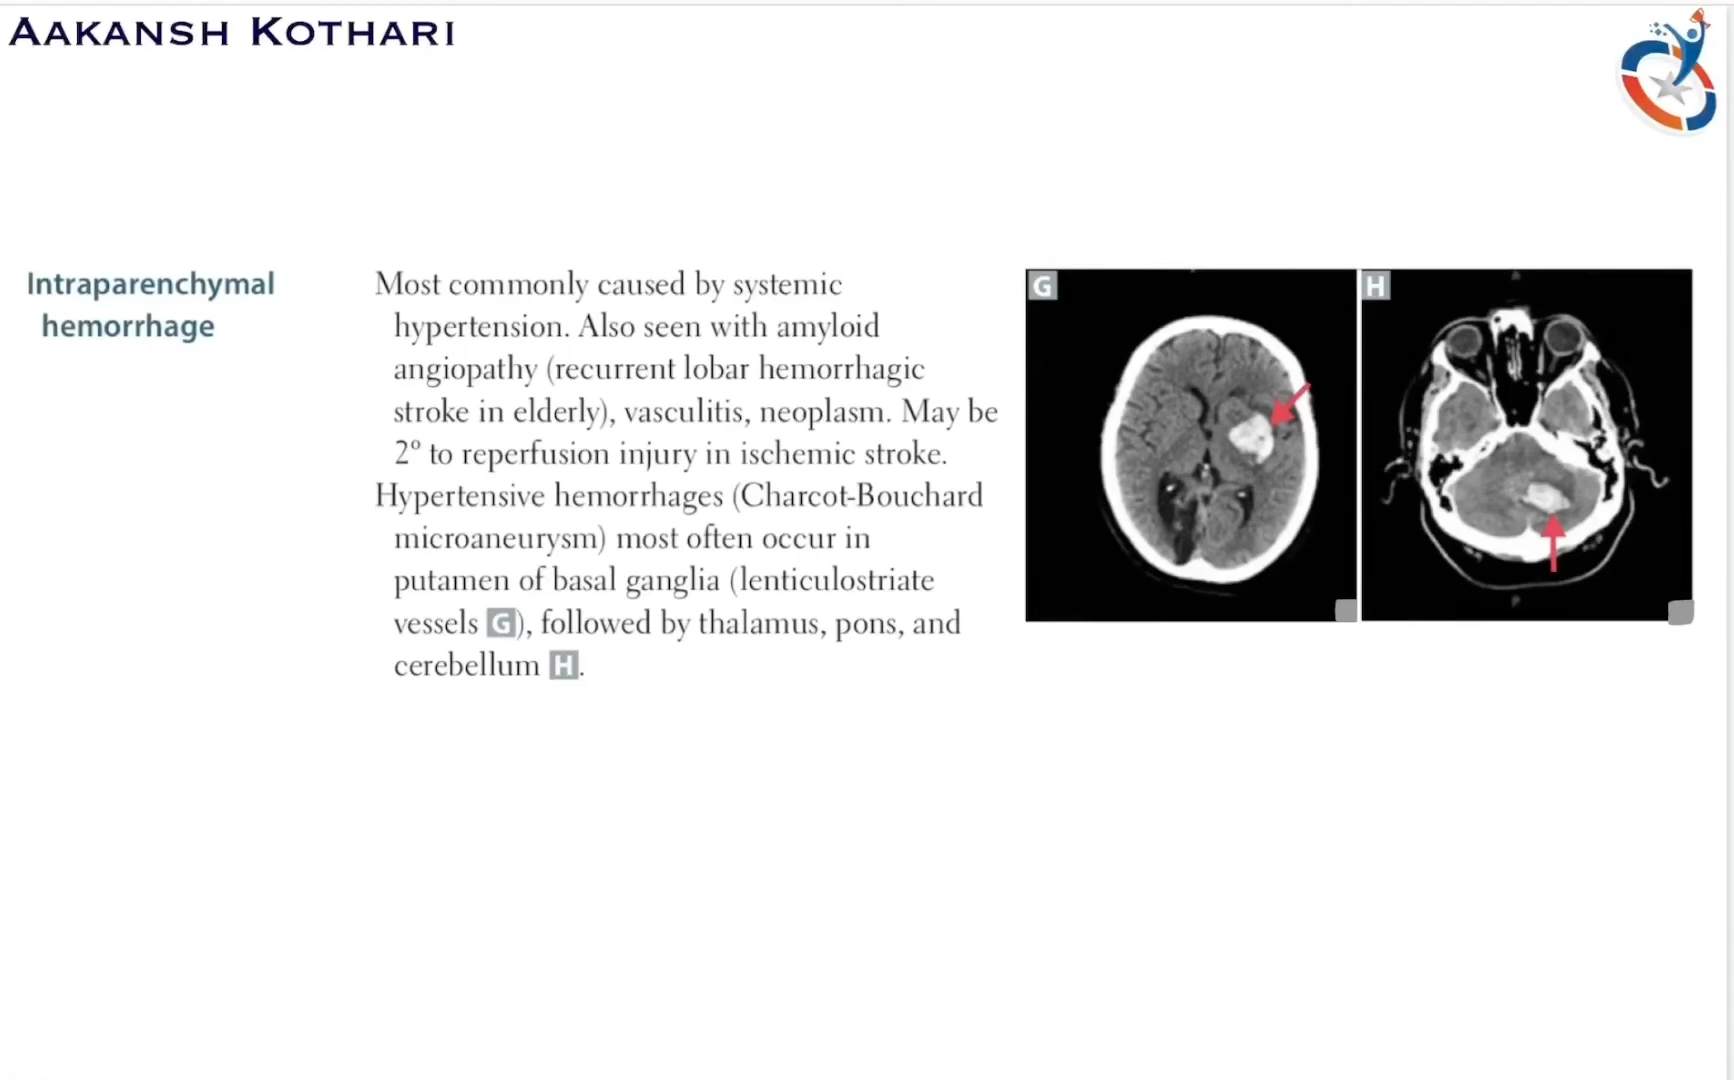 AAKANSH KOTHARI
Intraparenchymal
hemorrhage
Most commonly caused by systemic
hypertension. Also seen with amyloid
angiopathy (recurrent lobar hemorrhagic
stroke in elderly), vasculitis, neoplasm. May be
2° to reperfusion injury in ischemic stroke.
Hypertensive hemorrhages (Charcot-Bouchard
microaneurysm) most often occur in
putamen of basal ganglia (lenticulostriate
vessels G), followed by thalamus, pons, and
cerebellum H.
G
H